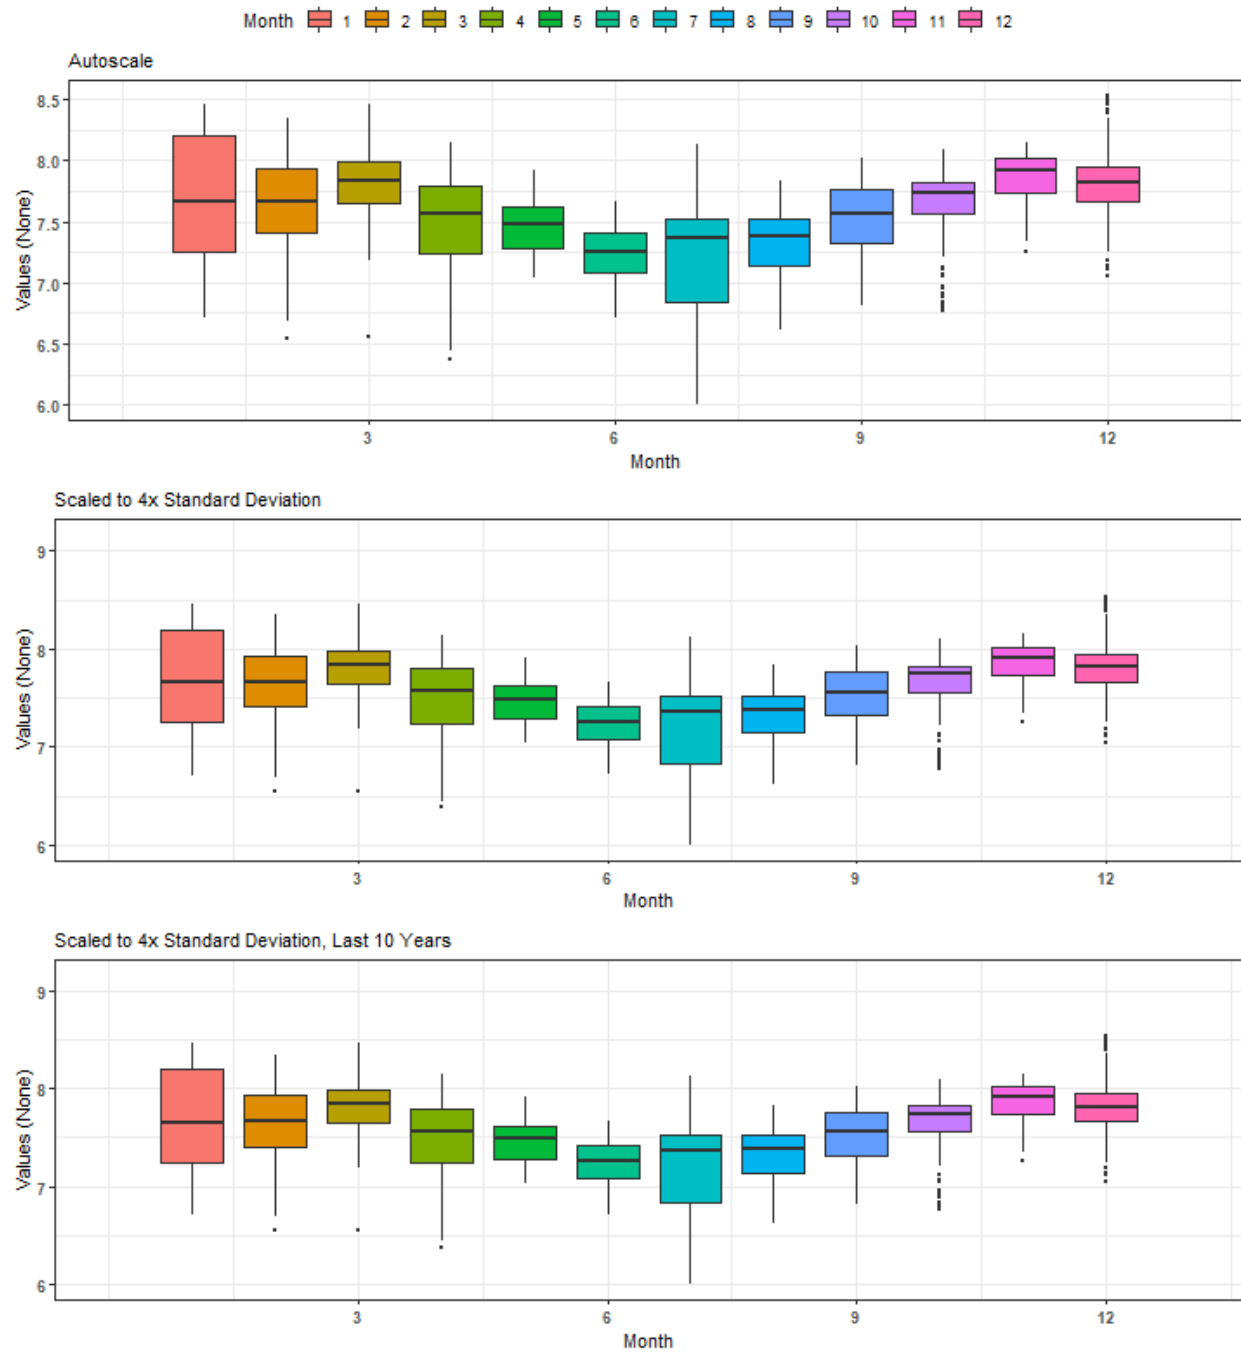 Month 1 2 3 4 5 6 7 8 9 10 11 12
Autoscale
Values (None)
8.5
8.0
7.5
7.0
6.5
6.0
3 6 9 12
Month
Scaled to 4x Standard Deviation
Values (None)
9
8
7
6
3 6 9 12
Month
Scaled to 4x Standard Deviation, Last 10 Years
Values (None)
9
8
7
6
3 6 9 12
Month